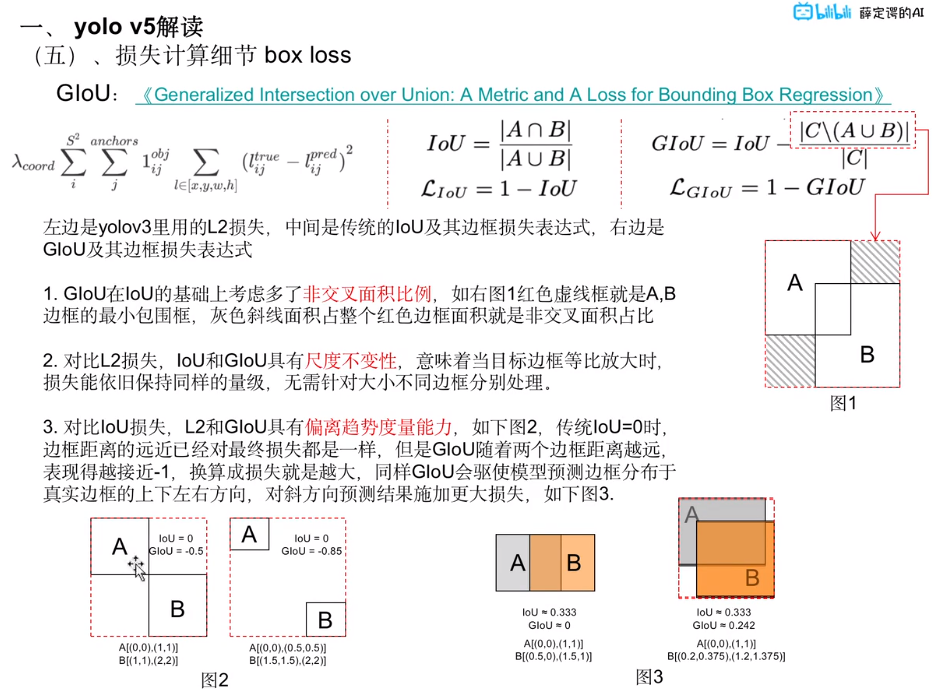 bilibili 薛定谔的AI
一、 yolo v5解读
（五）、损失计算细节 box loss
GIoU： 《Generalized Intersection over Union: A Metric and A Loss for Bounding Box Regression》
λ_coord ∑_i^{S^2} ∑_j^{anchors} 1_{ij}^{obj} ∑_{l∈[x,y,w,h]} (l_{ij}^{true} − l_{ij}^{pred})^2
IoU = |A ∩ B| / |A ∪ B|
L_IoU = 1 − IoU
GIoU = IoU − |C\(A ∪ B)| / |C|
L_GIoU = 1 − GIoU
左边是yolov3里用的L2损失，中间是传统的IoU及其边框损失表达式，右边是
GIoU及其边框损失表达式
1. GIoU在IoU的基础上考虑多了非交叉面积比例，如右图1红色虚线框就是A,B
边框的最小包围框，灰色斜线面积占整个红色边框面积就是非交叉面积占比
2. 对比L2损失，IoU和GIoU具有尺度不变性，意味着当目标边框等比放大时，
损失能依旧保持同样的量级，无需针对大小不同边框分别处理。
3. 对比IoU损失，L2和GIoU具有偏离趋势度量能力，如下图2，传统IoU=0时，
边框距离的远近已经对最终损失都是一样，但是GIoU随着两个边框距离越远，
表现得越接近-1，换算成损失就是越大，同样GIoU会驱使模型预测边框分布于
真实边框的上下左右方向，对斜方向预测结果施加更大损失，如下图3.
A
B
图1
A
IoU = 0
GIoU = -0.5
B
A[(0,0),(1,1)]
B[(1,1),(2,2)]
A
IoU = 0
GIoU = -0.85
B
A[(0,0),(0.5,0.5)]
B[(1.5,1.5),(2,2)]
图2
A
B
IoU ≈ 0.333
GIoU ≈ 0
A[(0,0),(1,1)]
B[(0.5,0),(1.5,1)]
A
B
IoU ≈ 0.333
GIoU ≈ 0.242
A[(0,0),(1,1)]
B[(0.2,0.375),(1.2,1.375)]
图3